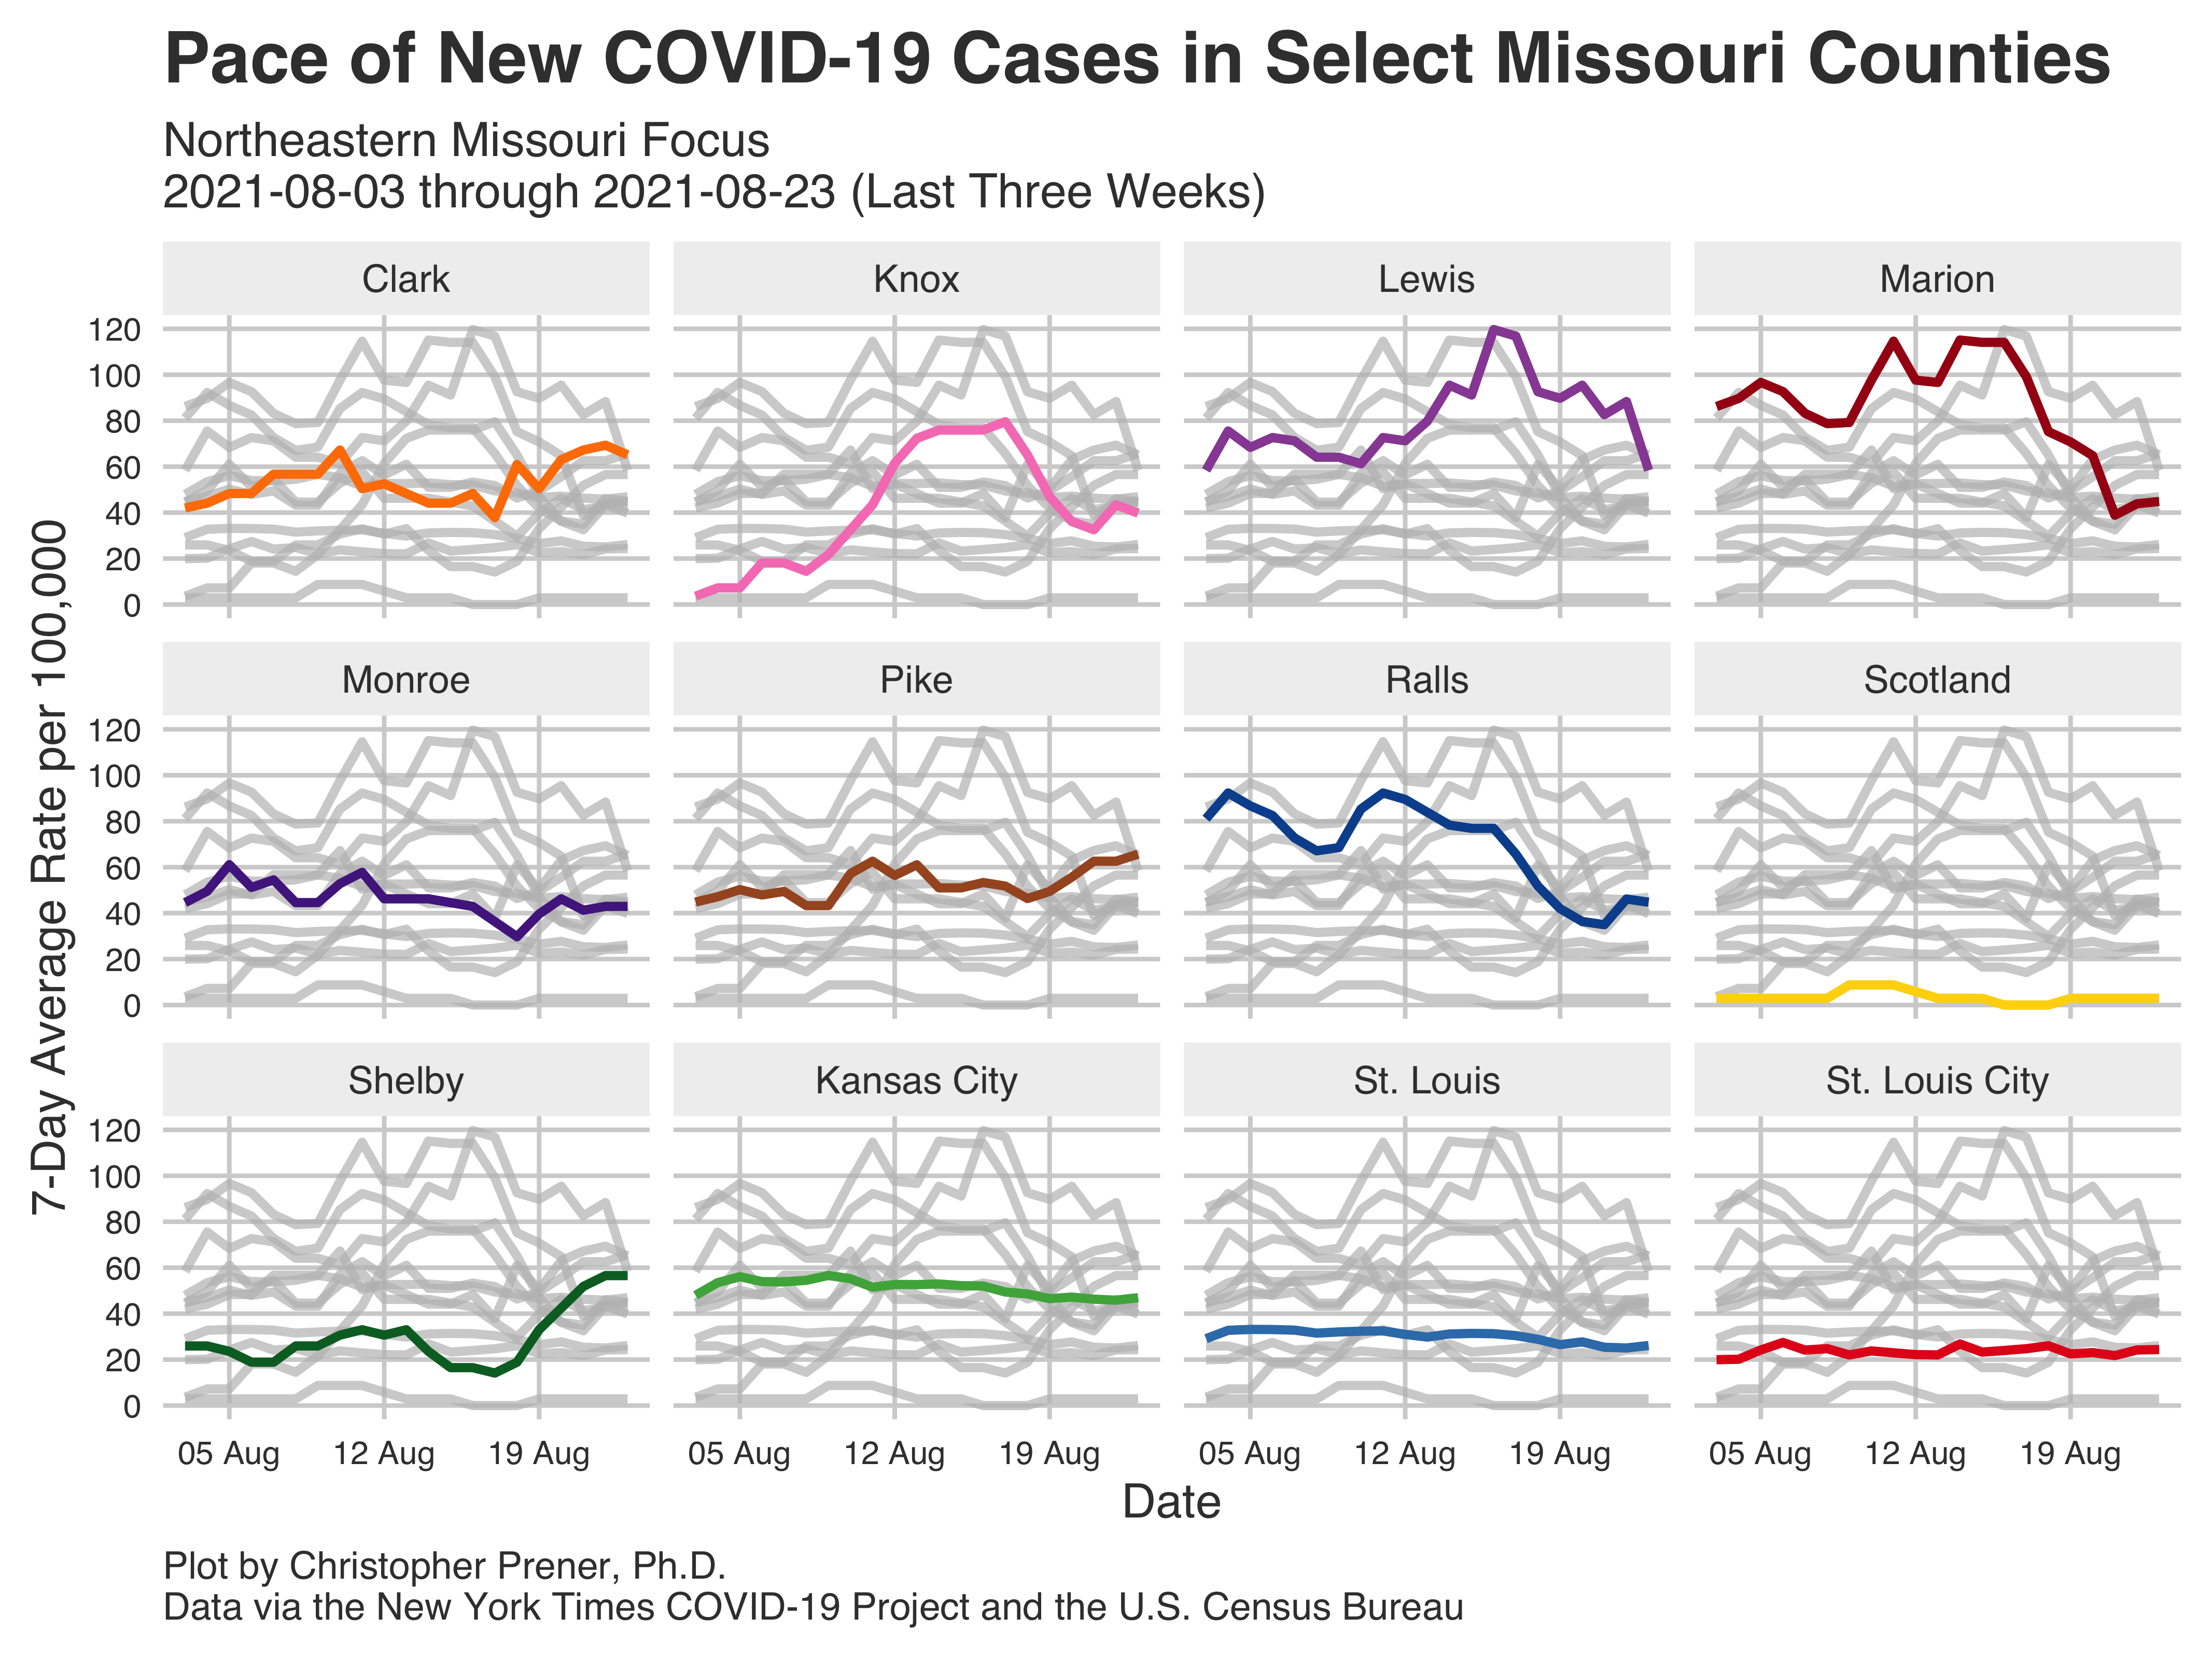 Pace of New COVID-19 Cases in Select Missouri Counties
Northeastern Missouri Focus
2021-08-03 through 2021-08-23 (Last Three Weeks)
7-Day Average Rate per 100,000
Clark Knox Lewis Marion
120
100
80
60
40
20
0
Monroe Pike Ralls Scotland
120
100
80
60
40
20
0
Shelby Kansas City St. Louis St. Louis City
120
100
80
60
40
20
0
05 Aug 12 Aug 19 Aug 05 Aug 12 Aug 19 Aug 05 Aug 12 Aug 19 Aug 05 Aug 12 Aug 19 Aug
Date
Plot by Christopher Prener, Ph.D.
Data via the New York Times COVID-19 Project and the U.S. Census Bureau